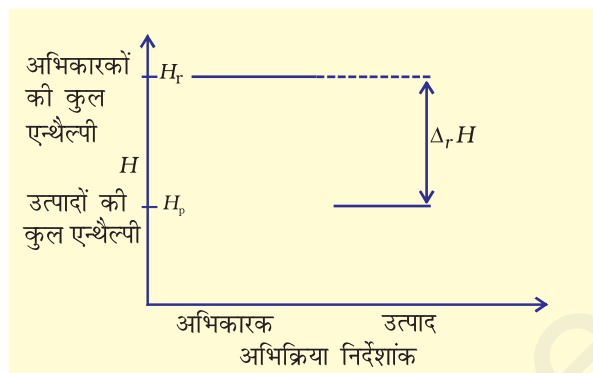 अभिकारकों
की कुल
एन्थैल्पी
H
उत्पादों की
कुल एन्थैल्पी
Hr
Hp
ΔrH
अभिकारक
उत्पाद
अभिक्रिया निर्देशांक